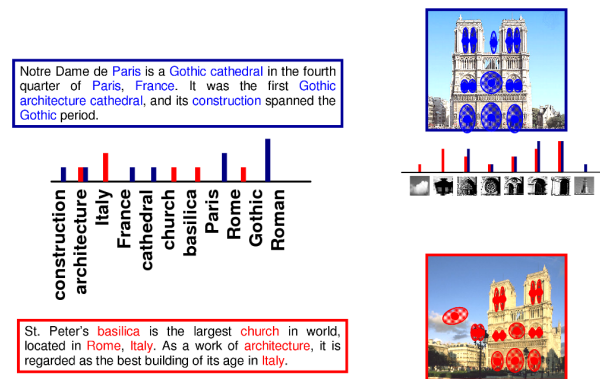 Notre Dame de Paris is a Gothic cathedral in the fourth
quarter of Paris, France. It was the first Gothic
architecture cathedral, and its construction spanned the
Gothic period.
construction
architecture
Italy
France
cathedral
church
basilica
Paris
Rome
Gothic
Roman
St. Peter's basilica is the largest church in world,
located in Rome, Italy. As a work of architecture, it is
regarded as the best building of its age in Italy.